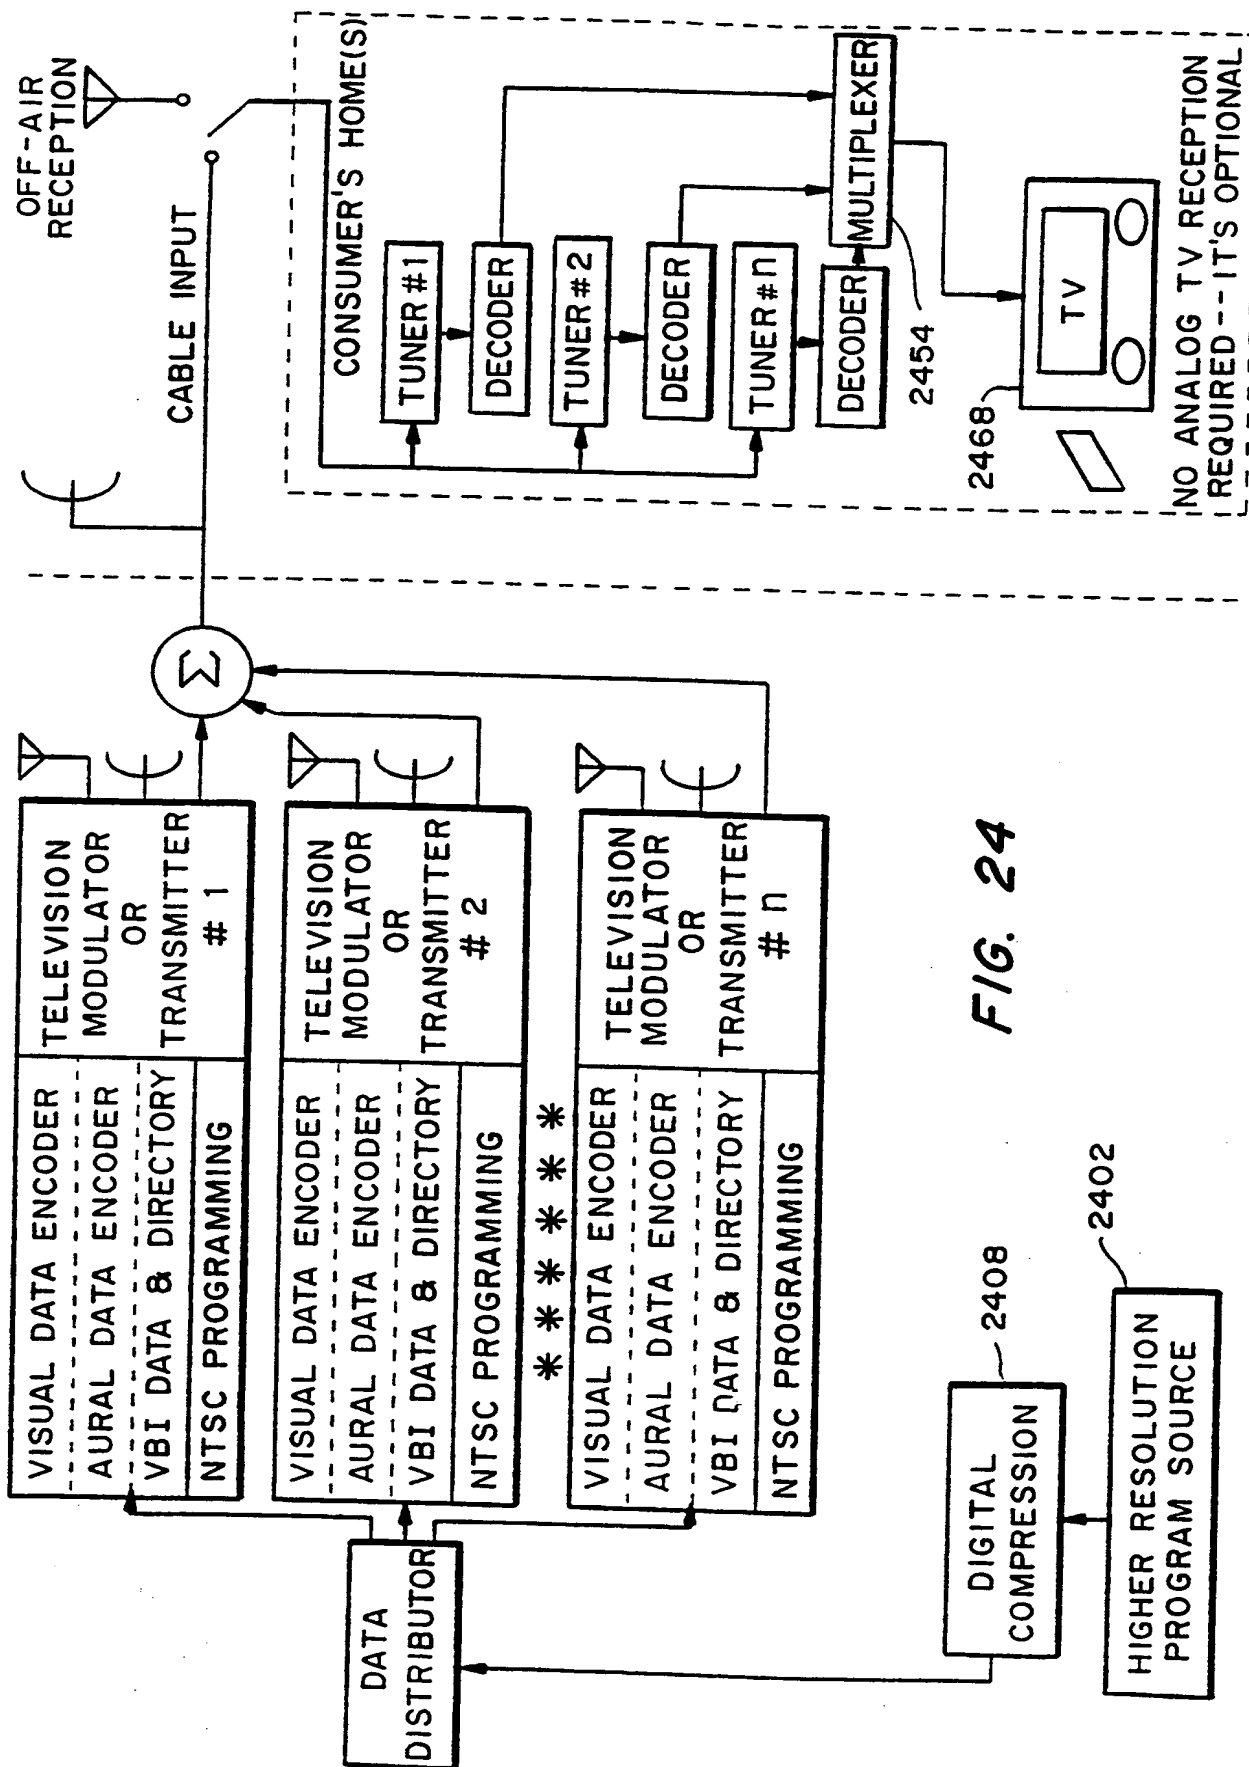 VISUAL DATA ENCODER
AURAL DATA ENCODER
VBI DATA & DIRECTORY
NTSC PROGRAMMING
TELEVISION
MODULATOR
OR
TRANSMITTER
# 1
VISUAL DATA ENCODER
AURAL DATA ENCODER
VBI DATA & DIRECTORY
NTSC PROGRAMMING
TELEVISION
MODULATOR
OR
TRANSMITTER
# 2
******
VISUAL DATA ENCODER
AURAL DATA ENCODER
VBI DATA & DIRECTORY
NTSC PROGRAMMING
TELEVISION
MODULATOR
OR
TRANSMITTER
# n
DATA
DISTRIBUTOR
DIGITAL
COMPRESSION
2408
HIGHER RESOLUTION
PROGRAM SOURCE
2402
Σ
CABLE INPUT
OFF-AIR
RECEPTION
CONSUMER'S HOME(S)
TUNER #1
DECODER
TUNER #2
DECODER
TUNER #n
DECODER
MULTIPLEXER
2454
TV
2468
NO ANALOG TV RECEPTION
REQUIRED -- IT'S OPTIONAL
FIG. 24